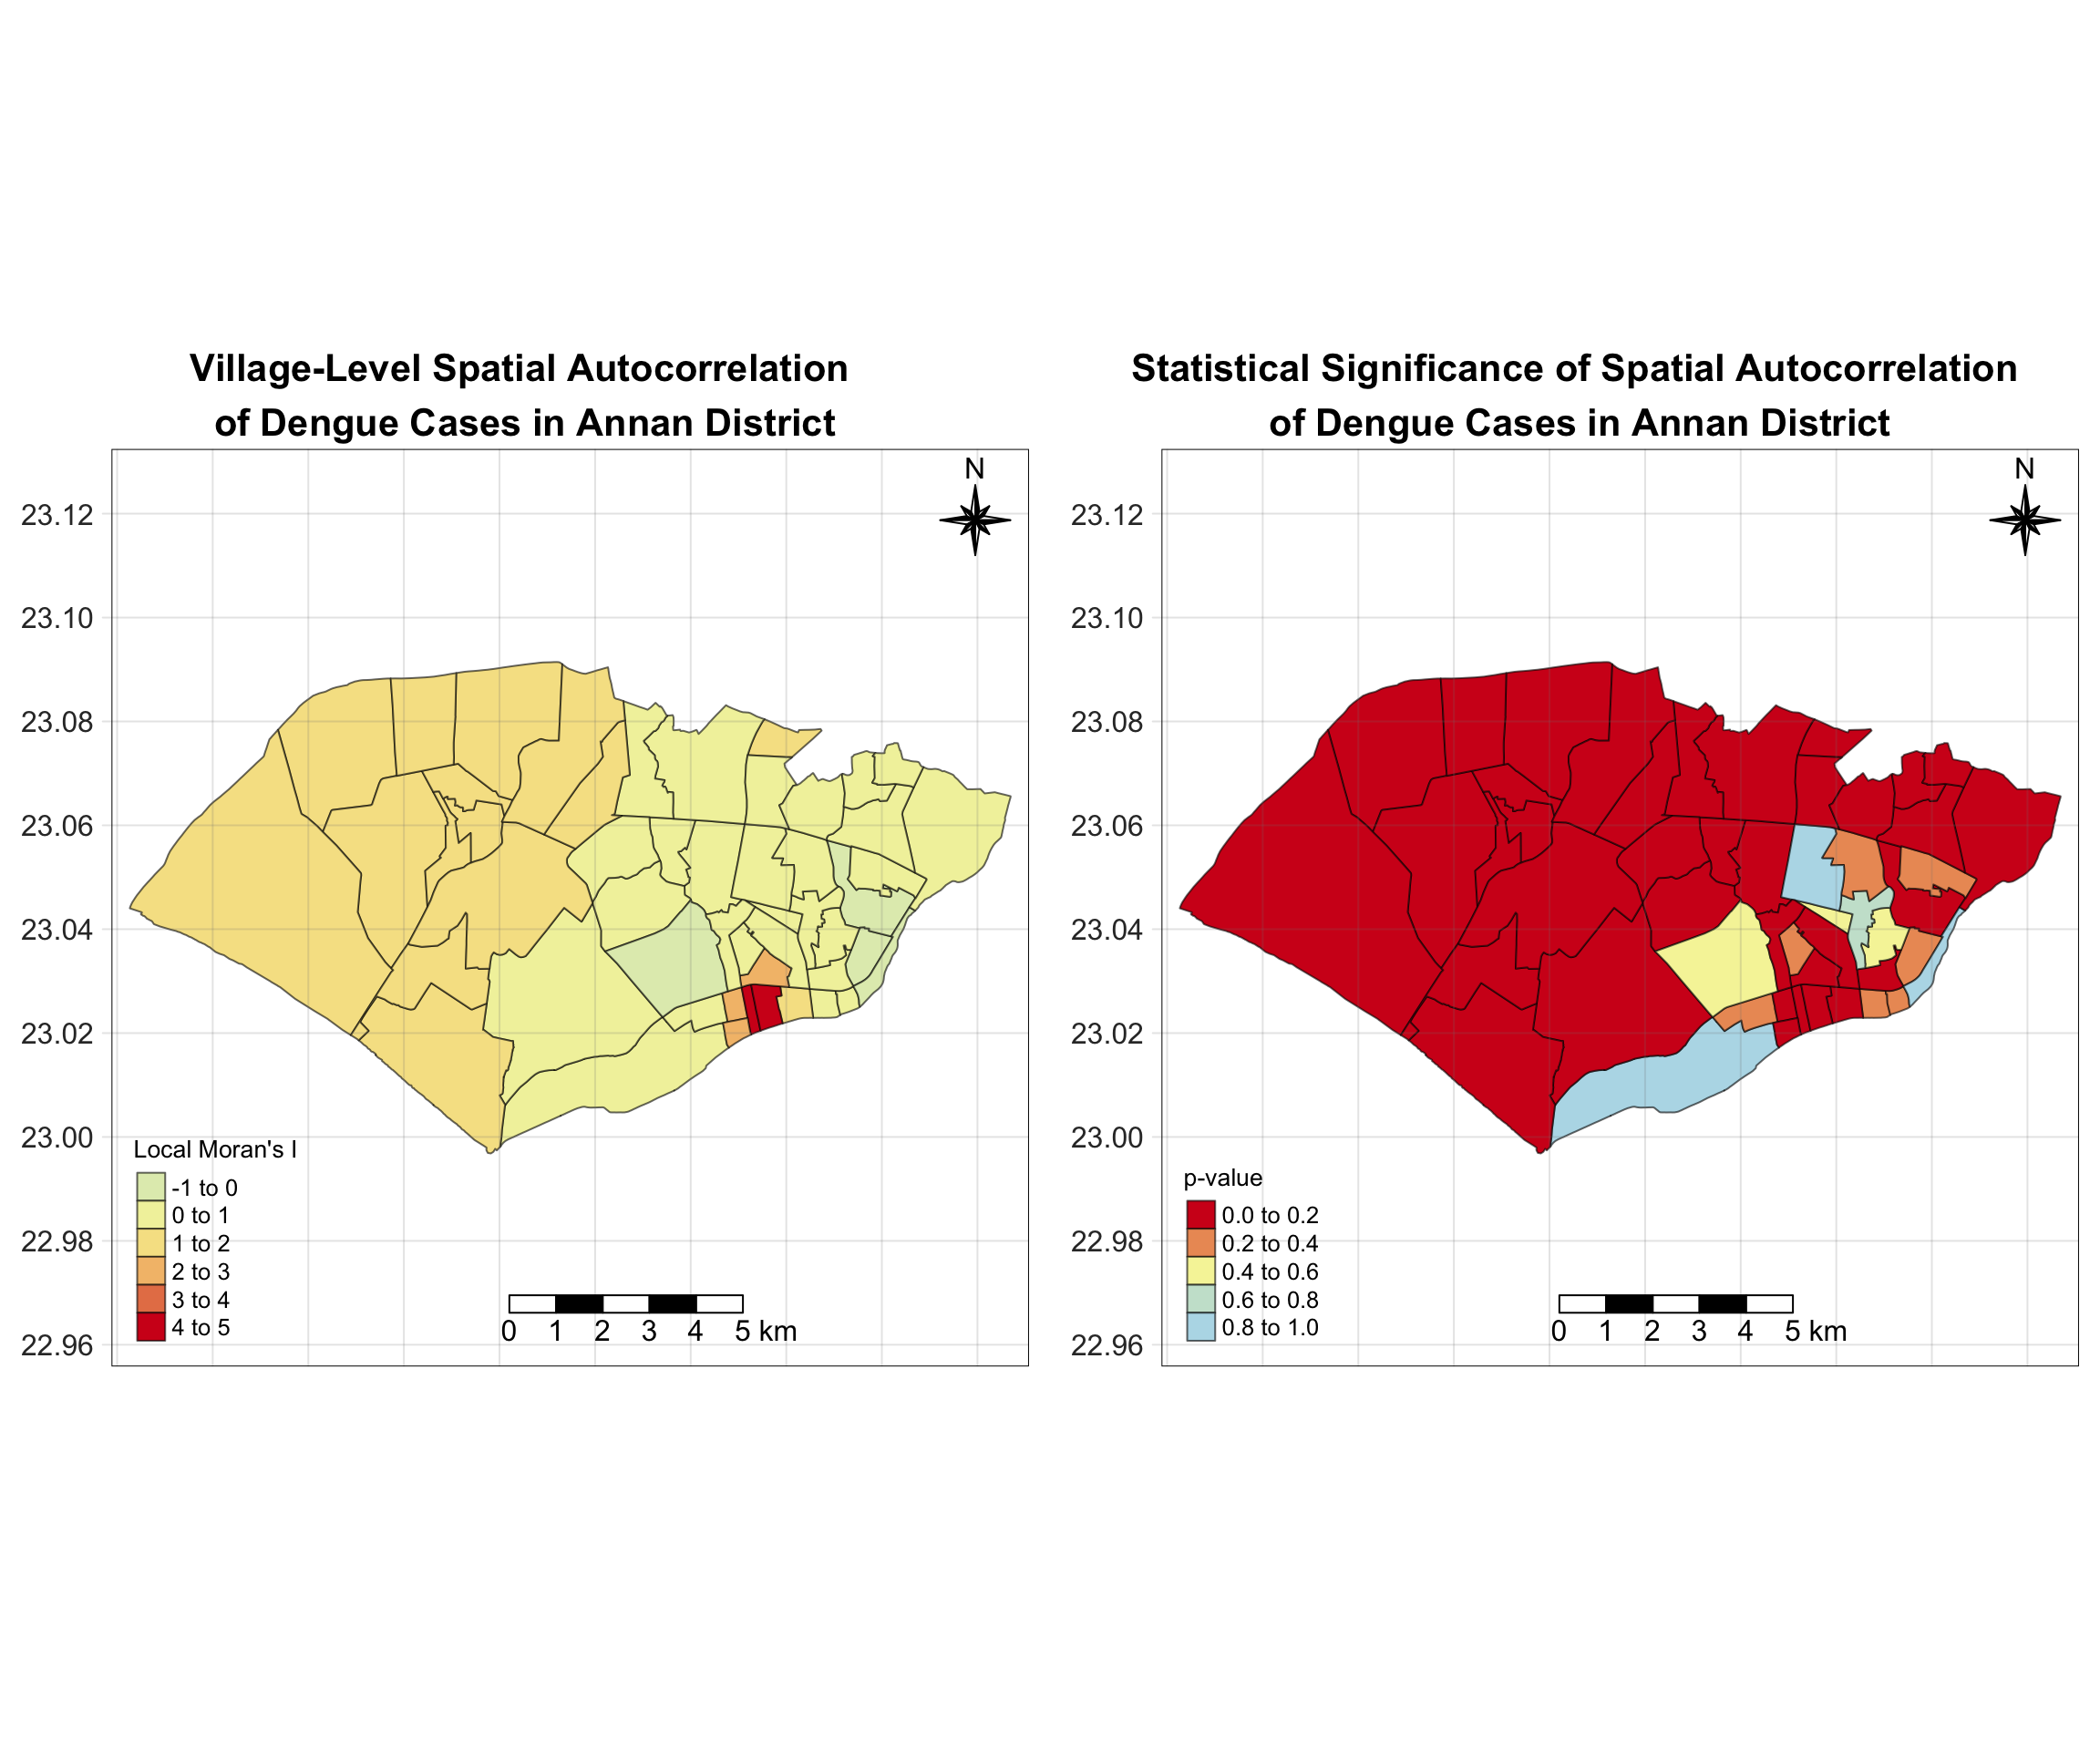 Village-Level Spatial Autocorrelation
of Dengue Cases in Annan District
N
23.12
23.10
23.08
23.06
23.04
23.02
23.00
22.98
22.96
Local Moran's I
-1 to 0
0 to 1
1 to 2
2 to 3
3 to 4
4 to 5
0 1 2 3 4 5 km
Statistical Significance of Spatial Autocorrelation
of Dengue Cases in Annan District
N
23.12
23.10
23.08
23.06
23.04
23.02
23.00
22.98
22.96
p-value
0.0 to 0.2
0.2 to 0.4
0.4 to 0.6
0.6 to 0.8
0.8 to 1.0
0 1 2 3 4 5 km